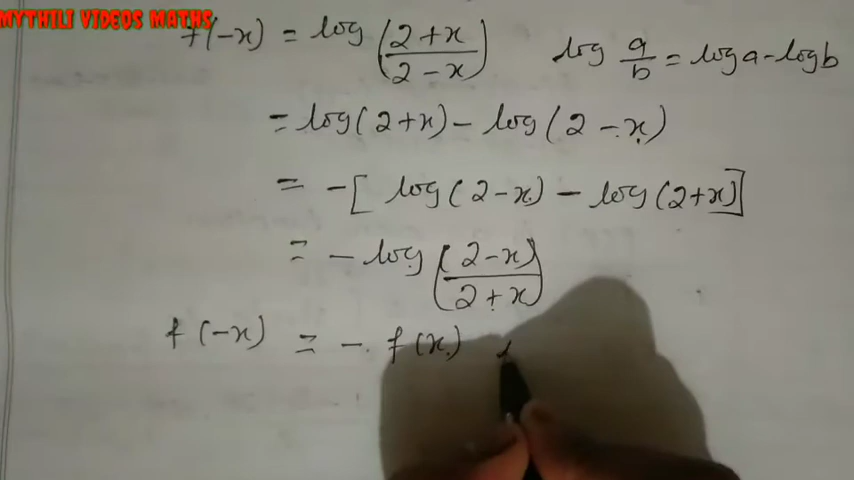 MYTHILI VIDEOS MATHS
f(-x) = log (2+x / 2-x)    log a/b = log a - log b
= log(2+x) - log(2-x)
= -[ log(2-x) - log(2+x)]
= - log (2-x / 2+x)
f(-x) = - f(x)